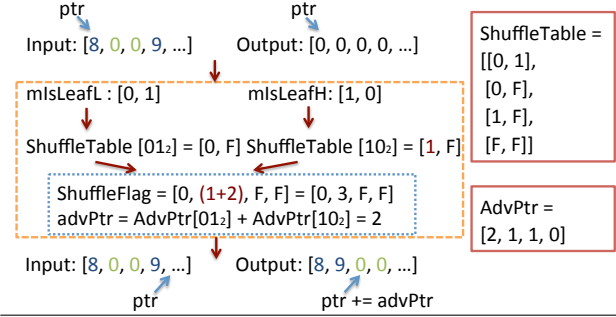 ptr
ptr
Input: [8, 0, 0, 9, ...]
Output: [0, 0, 0, 0, ...]
mIsLeafL : [0, 1]
mIsLeafH: [1, 0]
ShuffleTable [01₂] = [0, F]
ShuffleTable [10₂] = [1, F]
ShuffleFlag = [0, (1+2), F, F] = [0, 3, F, F]
advPtr = AdvPtr[01₂] + AdvPtr[10₂] = 2
Input: [8, 0, 0, 9, ...]
Output: [8, 9, 0, 0, ...]
ptr
ptr += advPtr
ShuffleTable =
[[0, 1],
[0, F],
[1, F],
[F, F]]
AdvPtr =
[2, 1, 1, 0]